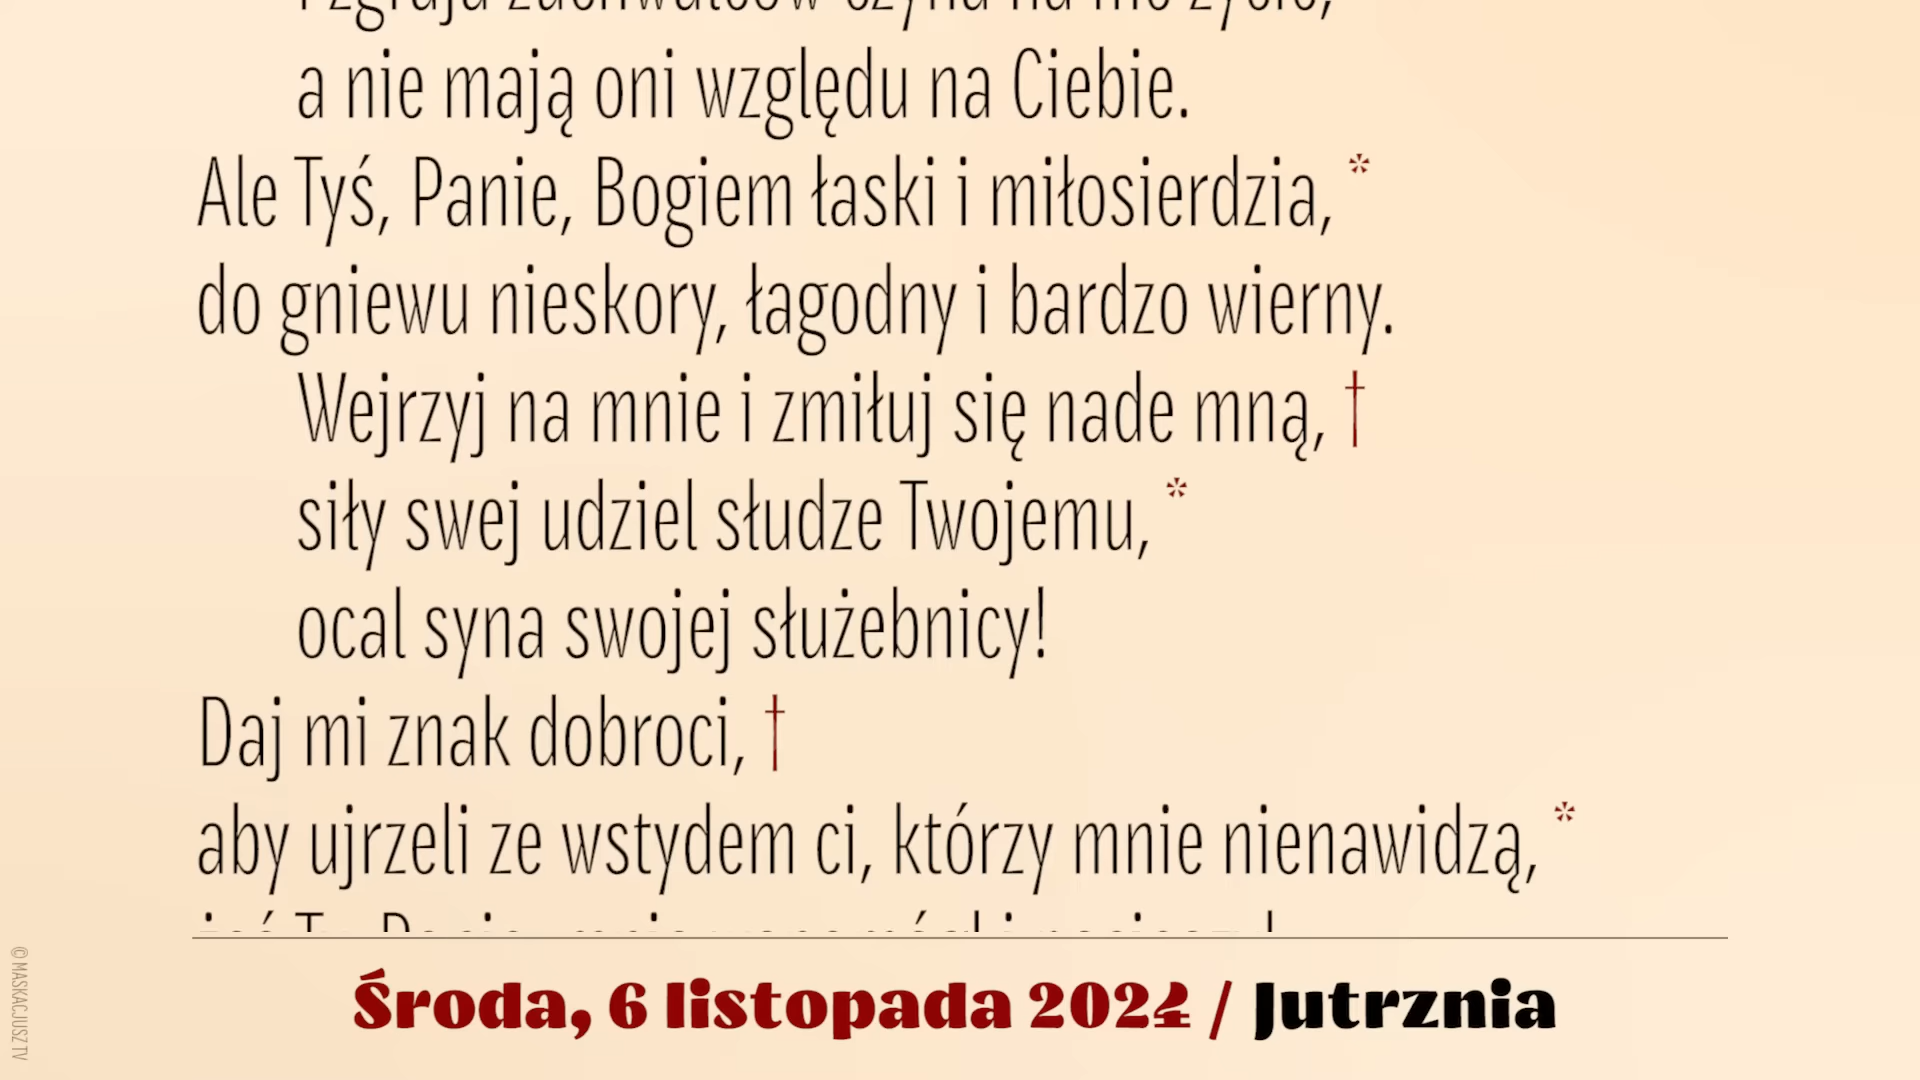 a nie mają oni względu na Ciebie.
Ale Tyś, Panie, Bogiem łaski i miłosierdzia, *
do gniewu nieskory, łagodny i bardzo wierny.
Wejrzyj na mnie i zmiłuj się nade mną, †
siły swej udziel słudze Twojemu, *
ocal syna swojej służebnicy!
Daj mi znak dobroci, †
aby ujrzeli ze wstydem ci, którzy mnie nienawidzą, *
Środa, 6 listopada 2024 / Jutrznia
© MASKACJUSZ TV